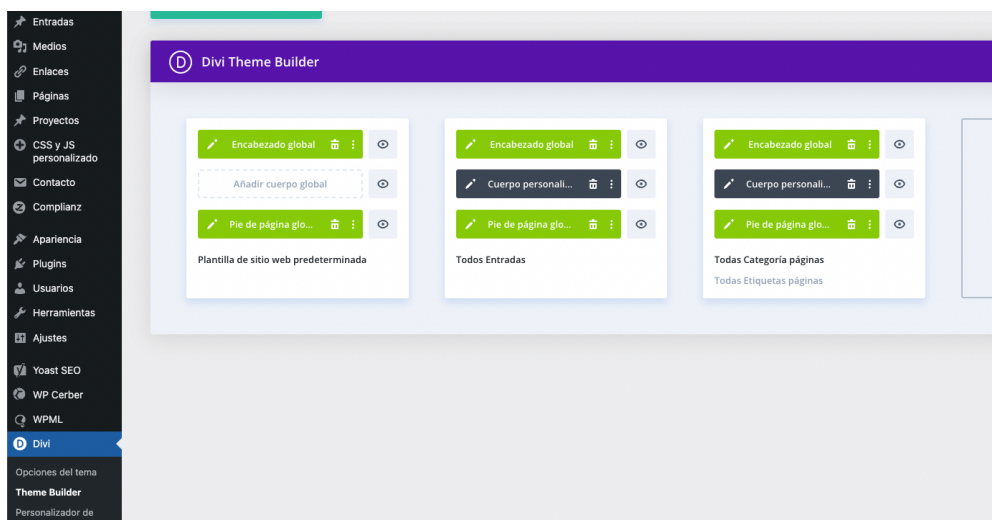 Entradas
Medios
Enlaces
Páginas
Proyectos
CSS y JS
personalizado
Contacto
Complianz
Apariencia
Plugins
Usuarios
Herramientas
Ajustes
Yoast SEO
WP Cerber
WPML
Divi
Opciones del tema
Theme Builder
Personalizador de
D Divi Theme Builder
Encabezado global
Añadir cuerpo global
Pie de página glo...
Plantilla de sitio web predeterminada
Encabezado global
Cuerpo personali...
Pie de página glo...
Todos Entradas
Encabezado global
Cuerpo personali...
Pie de página glo...
Todas Categoría páginas
Todas Etiquetas páginas